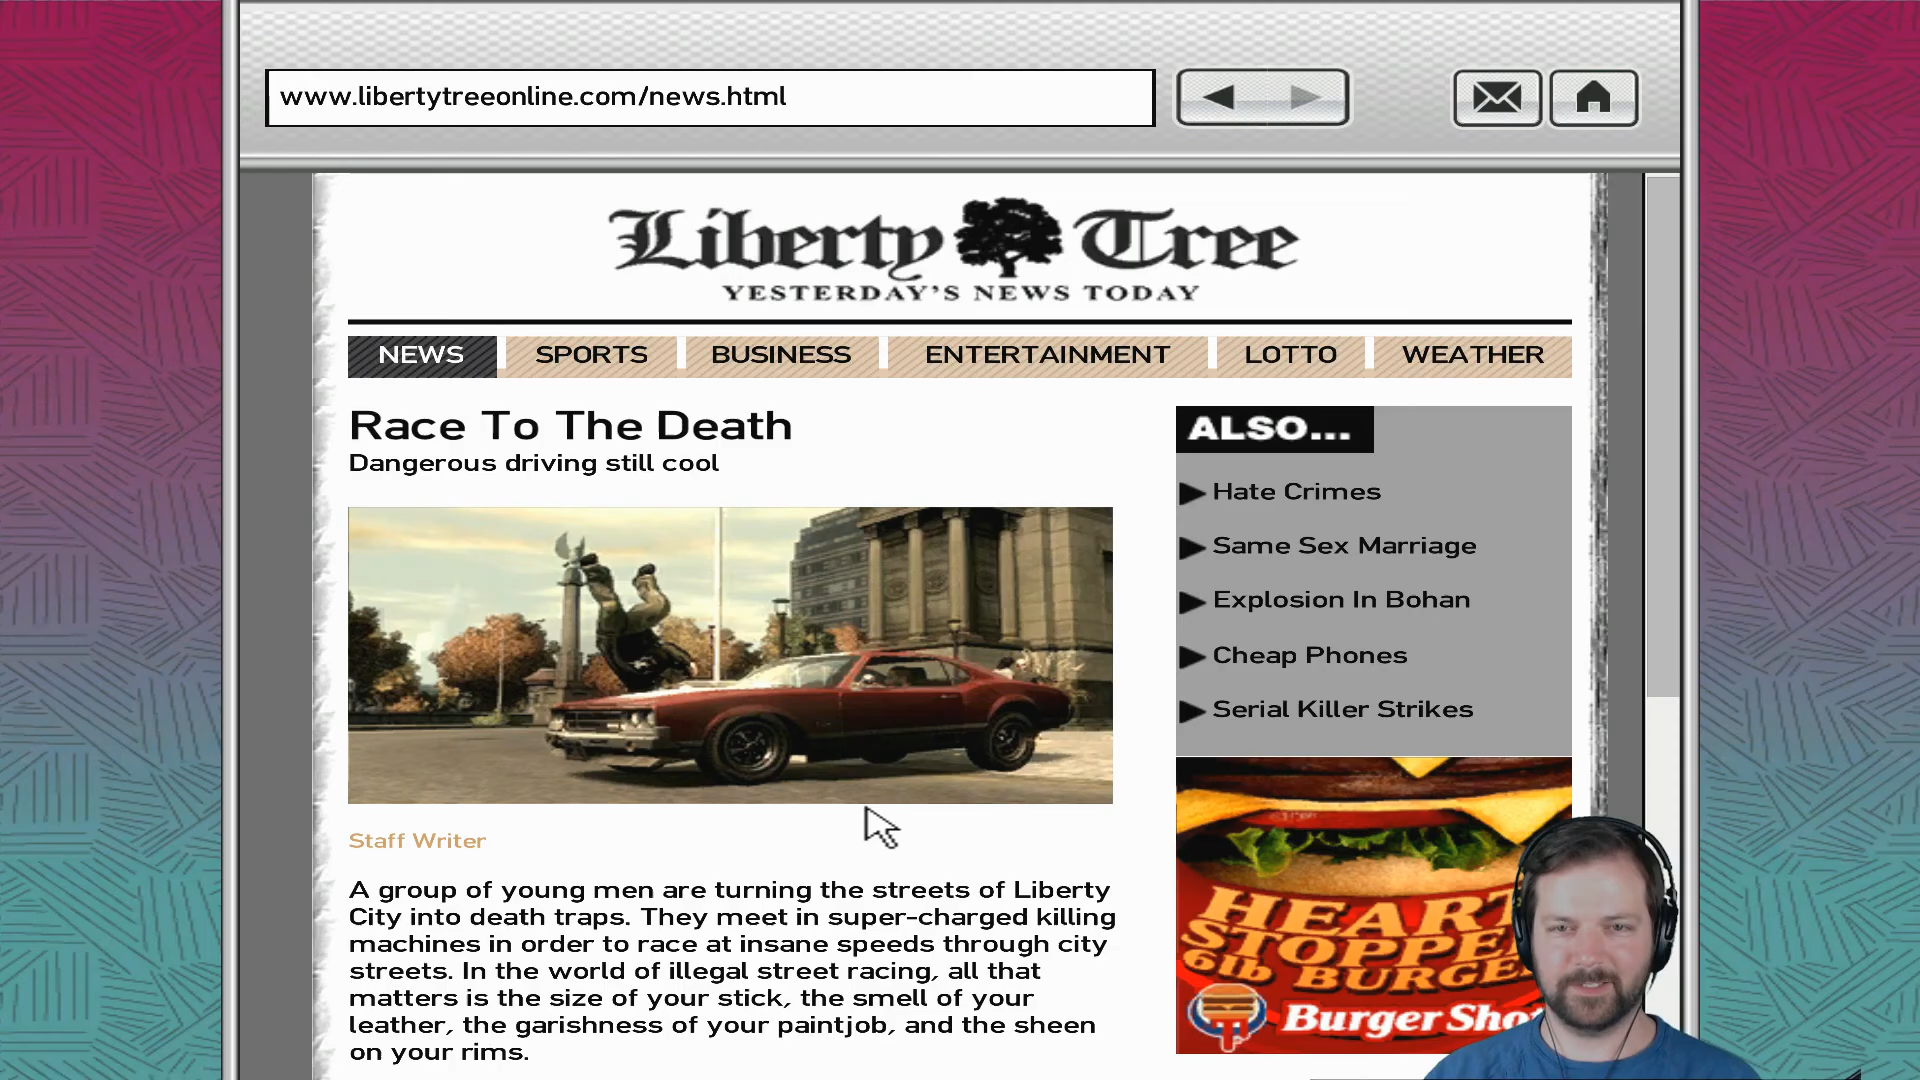 www.libertytreeonline.com/news.html
Liberty Tree
YESTERDAY'S NEWS TODAY
NEWS SPORTS BUSINESS ENTERTAINMENT LOTTO WEATHER
Race To The Death
Dangerous driving still cool
Staff Writer
A group of young men are turning the streets of Liberty
City into death traps. They meet in super-charged killing
machines in order to race at insane speeds through city
streets. In the world of illegal street racing, all that
matters is the size of your stick, the smell of your
leather, the garishness of your paintjob, and the sheen
on your rims.
ALSO...
Hate Crimes
Same Sex Marriage
Explosion In Bohan
Cheap Phones
Serial Killer Strikes
HEART
STOPPE
6lb BURGE
Burger Sho